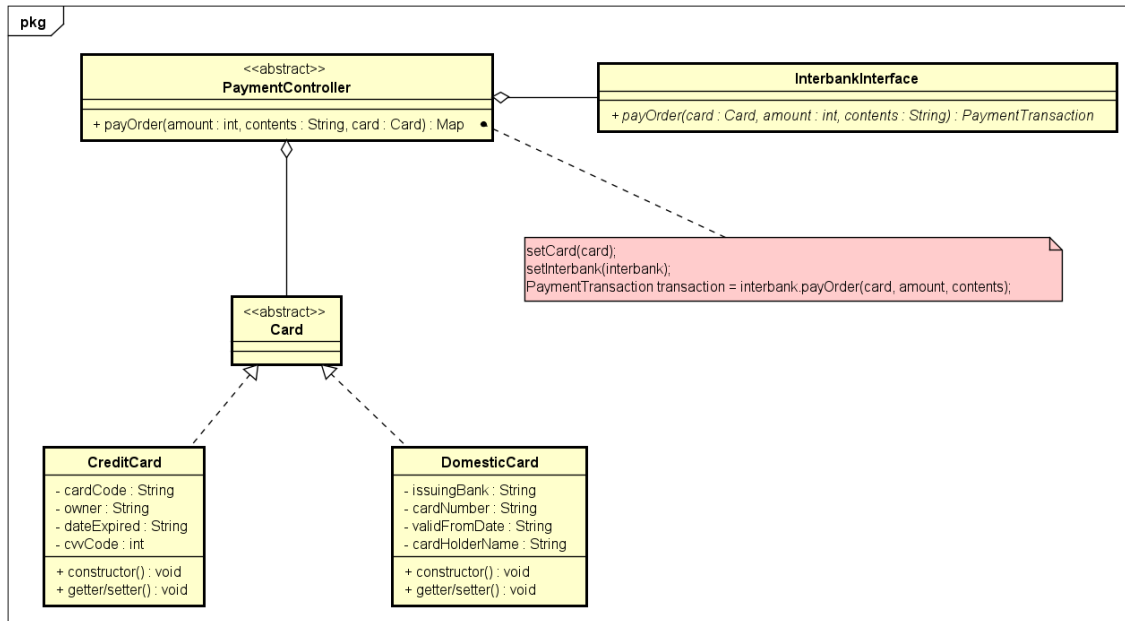 pkg
<<abstract>>
PaymentController
+ payOrder(amount : int, contents : String, card : Card) : Map
InterbankInterface
+ payOrder(card : Card, amount : int, contents : String) : PaymentTransaction
setCard(card);
setInterbank(interbank);
PaymentTransaction transaction = interbank.payOrder(card, amount, contents);
<<abstract>>
Card
CreditCard
- cardCode : String
- owner : String
- dateExpired : String
- cvvCode : int
+ constructor() : void
+ getter/setter() : void
DomesticCard
- issuingBank : String
- cardNumber : String
- validFromDate : String
- cardHolderName : String
+ constructor() : void
+ getter/setter() : void